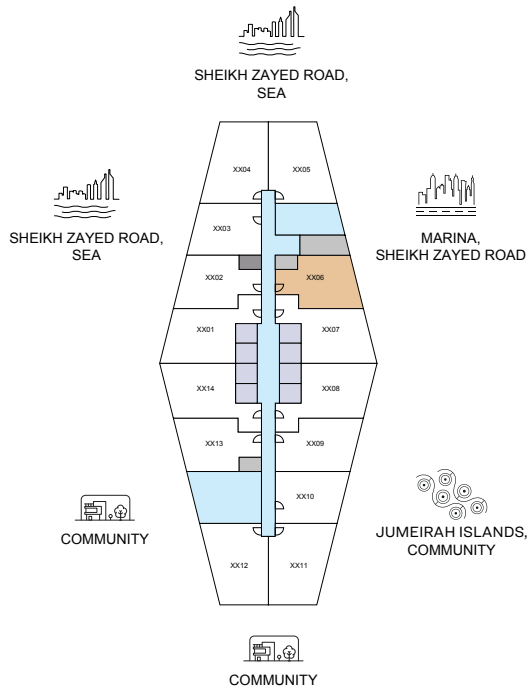 SHEIKH ZAYED ROAD,
SEA
XX04
XX05
SHEIKH ZAYED ROAD,
SEA
XX03
MARINA,
SHEIKH ZAYED ROAD
XX02
XX06
XX01
XX07
XX14
XX08
XX13
XX09
XX10
COMMUNITY
JUMEIRAH ISLANDS,
COMMUNITY
XX12
XX11
COMMUNITY